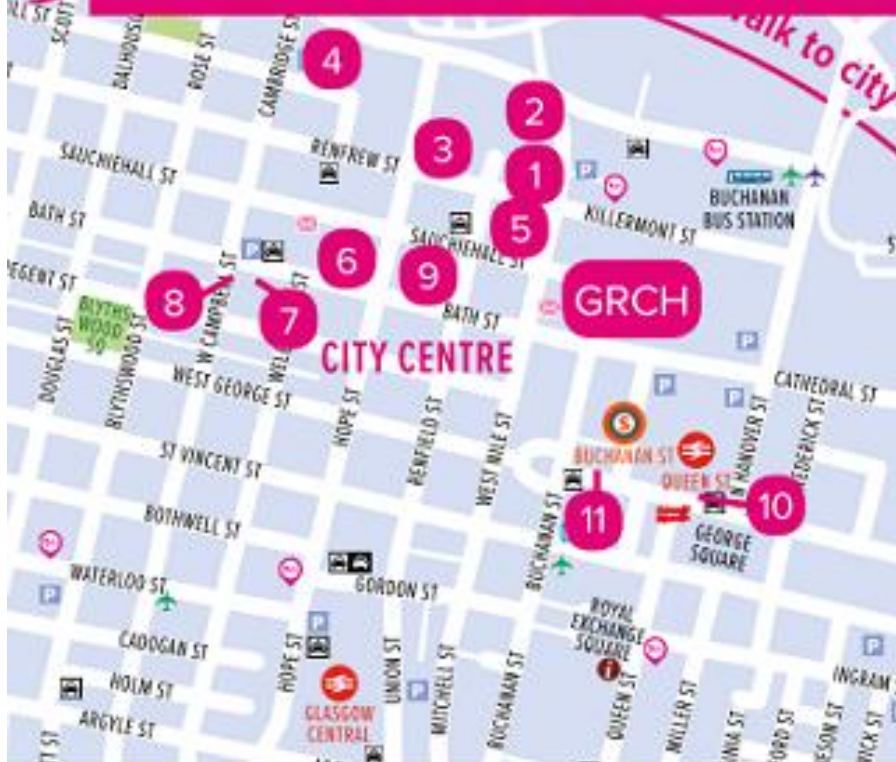 SCOTT
ROSE ST
CAMBRIDGE ST
4
walk to city
2
3
1
RENFREW ST
SAUCHIEHALL ST
P
BUCHANAN
BUS STATION
KILLERMONT ST
5
SAUCHIEHALL ST
BATH ST
P
6
9
GRCH
REGENT ST
8
7
W CAMPBELL ST
BATH ST
BLYTHS
WOOD
SQ
CITY CENTRE
P
P
P
CATHEDRAL ST
DOUGLAS ST
BLYTHSWOOD ST
WEST GEORGE ST
HOPE ST
RENFIELD ST
WEST NILE ST
S
BUCHANAN ST
QUEEN ST
N HANOVER ST
FREDERICK ST
10
11
GEORGE
SQUARE
ST VINCENT ST
BOTHWELL ST
BUCHANAN ST
WATERLOO ST
GORDON ST
P
P
ROYAL
EXCHANGE
SQUARE
i
CADOGAN ST
HOLM ST
ARGYLE ST
HOPE ST
GLASGOW
CENTRAL
UNION ST
P
MITCHELL ST
BUCHANAN ST
QUEEN ST
MILLER ST
P
INGRAM